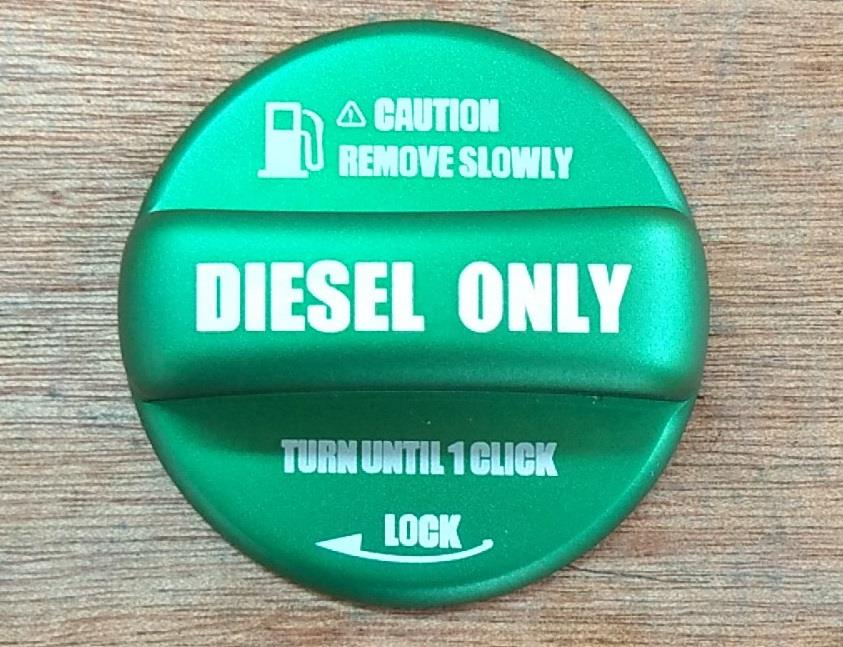 CAUTION
REMOVE SLOWLY
DIESEL ONLY
TURN UNTIL 1 CLICK
LOCK